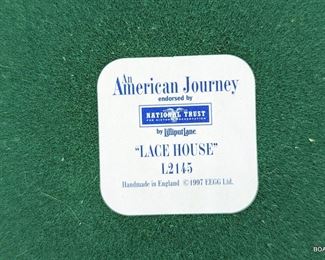 An
American Journey
endorsed by
NATIONAL TRUST
FOR HISTORIC PRESERVATION
by Lilliput Lane
"LACE HOUSE"
L2145
Handmade in England ©1997 EEGG Ltd.
BOA